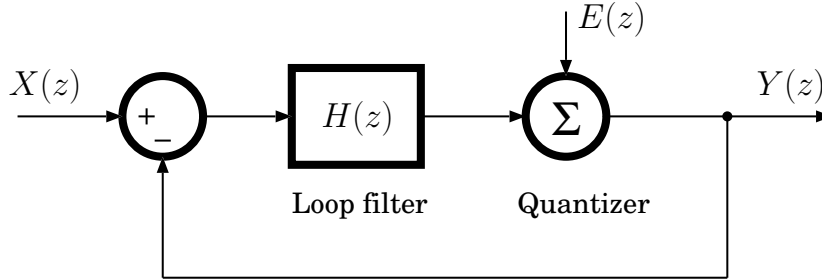 E(z)
X(z)
Y(z)
+
−
H(z)
Σ
Loop filter
Quantizer